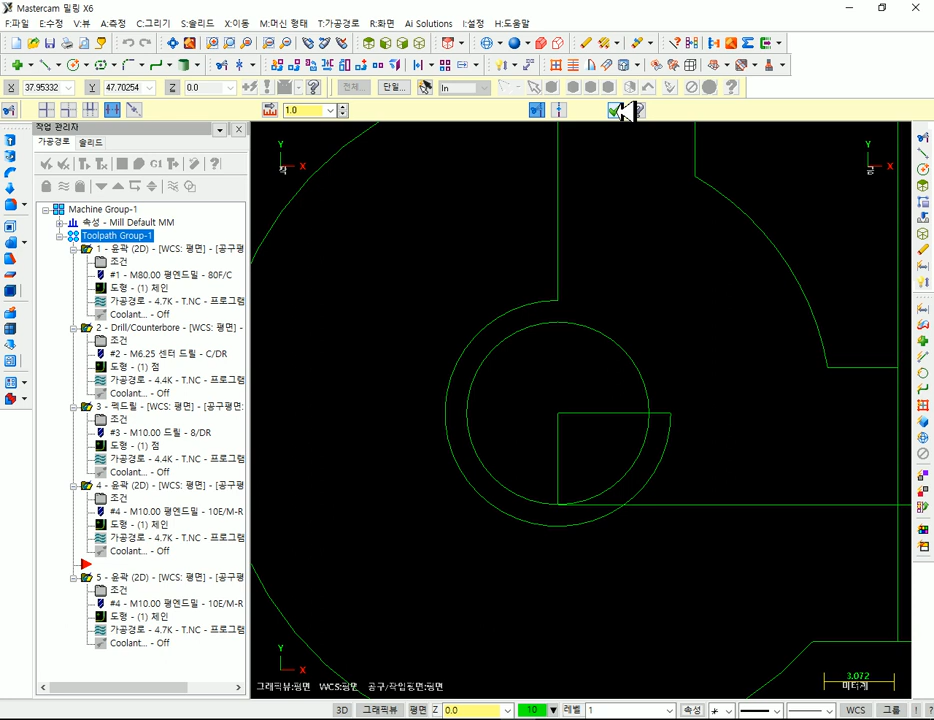 Mastercam 밀링 X6
F:파일 E:수정 V:뷰 A:측정 C:그리기 S:솔리드 X:이동 M:머신 형태 T:가공경로 R:화면 Ai Solutions I:설정 H:도움말
X 37.95332 Y 47.70254 Z 0.0 전체... 단일... In
1.0
작업 관리자
가공경로 솔리드
G1
Machine Group-1
속성 - Mill Default MM
Toolpath Group-1
1 - 윤곽 (2D) - [WCS: 평면] - [공구평
조건
#1 - M80.00 평엔드밀 - 80F/C
도형 - (1) 체인
가공경로 - 4.7K - T.NC - 프로그램
Coolant... - Off
2 - Drill/Counterbore - [WCS: 평면] -
조건
#2 - M6.25 센터 드릴 - C/DR
도형 - (1) 점
가공경로 - 4.4K - T.NC - 프로그램
Coolant... - Off
3 - 펙드릴 - [WCS: 평면] - [공구평면:
조건
#3 - M10.00 드릴 - 8/DR
도형 - (1) 점
가공경로 - 4.4K - T.NC - 프로그램
Coolant... - Off
4 - 윤곽 (2D) - [WCS: 평면] - [공구평
조건
#4 - M10.00 평엔드밀 - 10E/M-R
도형 - (1) 체인
가공경로 - 4.7K - T.NC - 프로그램
Coolant... - Off
5 - 윤곽 (2D) - [WCS: 평면] - [공구평
조건
#4 - M10.00 평엔드밀 - 10E/M-R
도형 - (1) 체인
가공경로 - 4.7K - T.NC - 프로그램
Coolant... - Off
Y
X
Y
X
Y
X
그래픽뷰:평면 WCS:평면 공구/작업평면:평면
3.072
미터계
3D 그래픽뷰 평면 Z 0.0 10 레벨 1 속성 WCS 그룹 ! ?